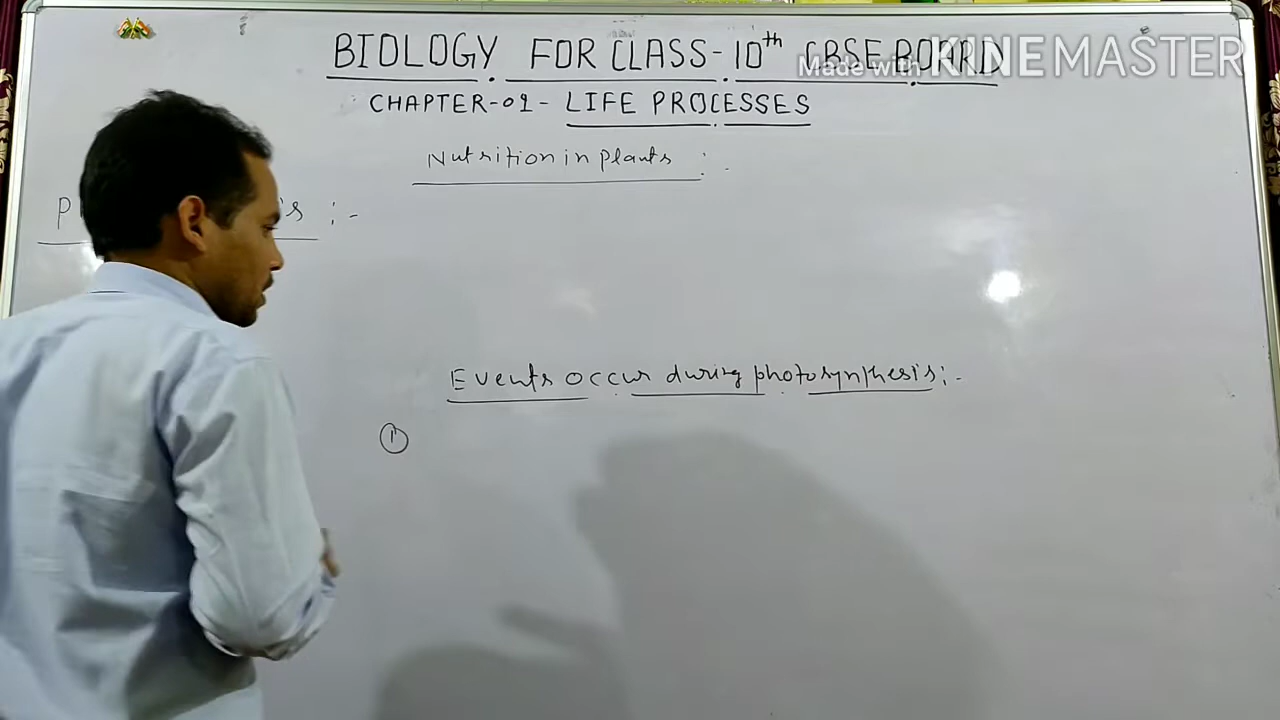 BIOLOGY FOR CLASS-10th CBSE BOARD
Made with KINEMASTER
CHAPTER-01- LIFE PROCESSES
Nutrition in plants :-
Events occur during photosynthesis:-
①